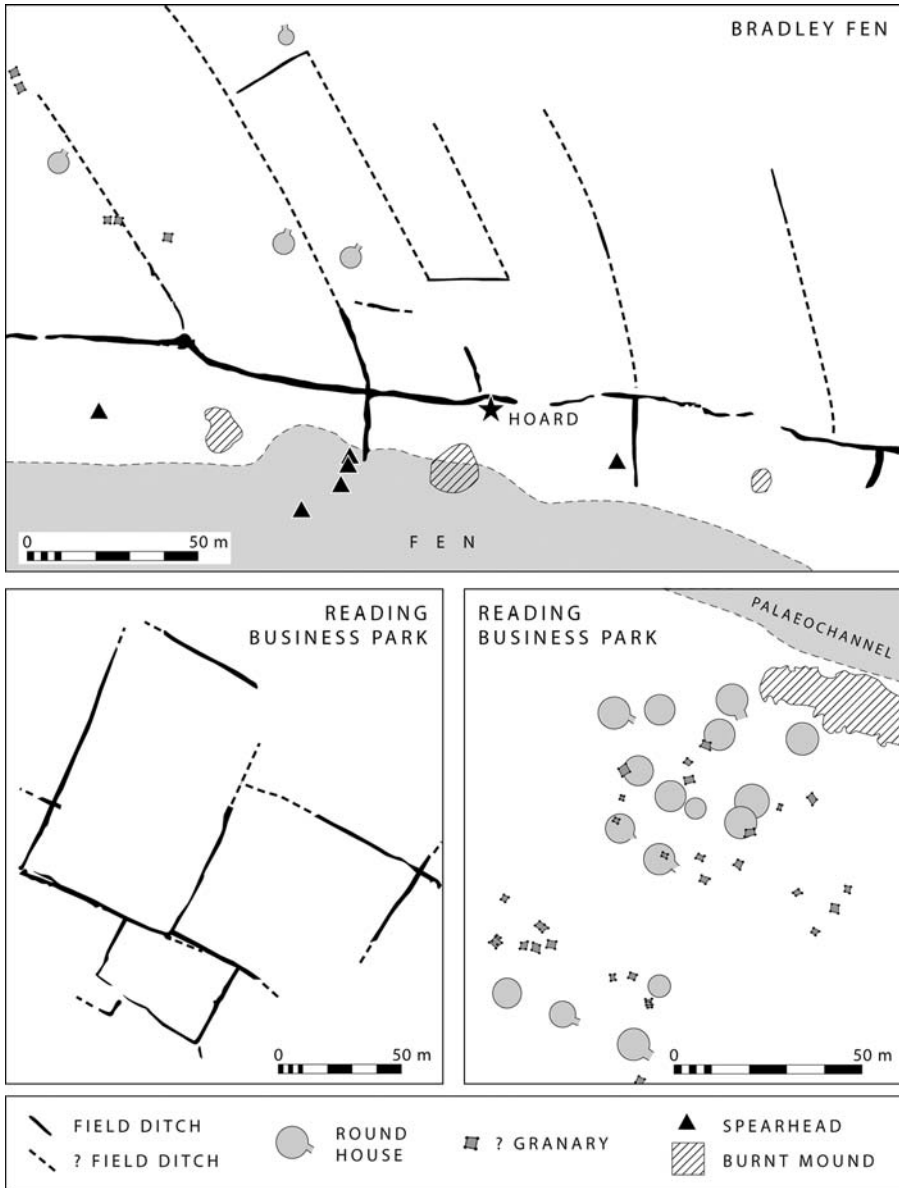 BRADLEY FEN
HOARD
FEN
0 50 m
READING
BUSINESS PARK
0 50 m
READING
BUSINESS PARK
PALAEOCHANNEL
0 50 m
FIELD DITCH
? FIELD DITCH
ROUND
HOUSE
? GRANARY
SPEARHEAD
BURNT MOUND